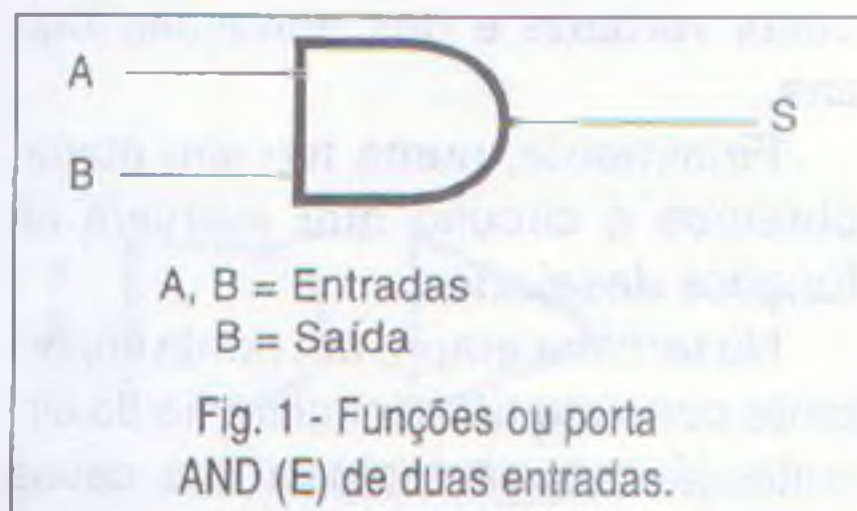 A
B
S
A, B = Entradas
B = Saída
Fig. 1 - Funções ou porta
AND (E) de duas entradas.